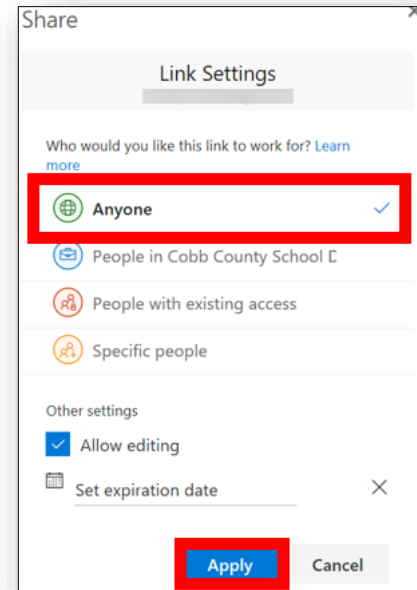 Share
Link Settings
Who would you like this link to work for? Learn
more
Anyone
People in Cobb County School D
People with existing access
Specific people
Other settings
Allow editing
Set expiration date
Apply Cancel